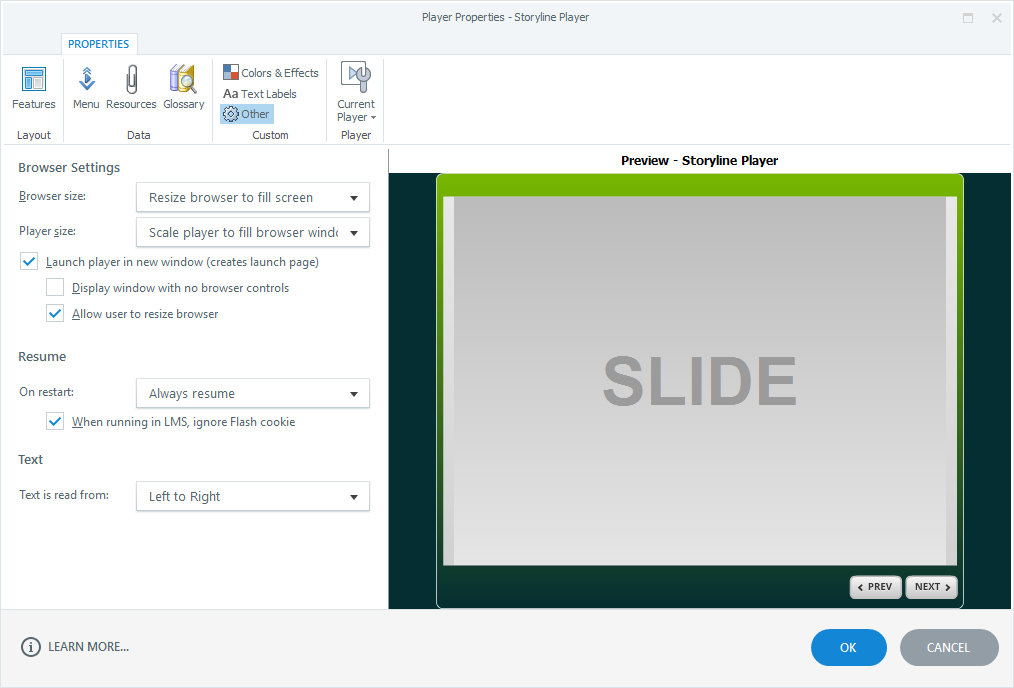 Player Properties - Storyline Player
PROPERTIES
Features
Menu
Resources
Glossary
Colors & Effects
Aa Text Labels
Other
Current
Player
Layout
Data
Custom
Player
Browser Settings
Browser size:
Resize browser to fill screen
Player size:
Scale player to fill browser windo
Launch player in new window (creates launch page)
Display window with no browser controls
Allow user to resize browser
Resume
On restart:
Always resume
When running in LMS, ignore Flash cookie
Text
Text is read from:
Left to Right
Preview - Storyline Player
SLIDE
PREV
NEXT
LEARN MORE...
OK
CANCEL